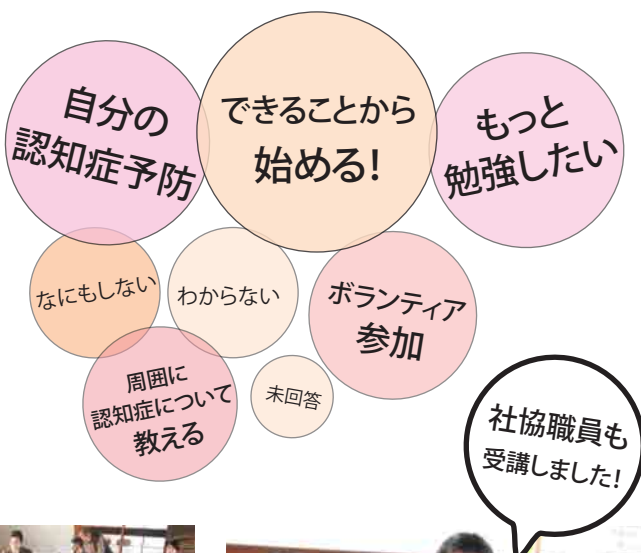 自分の
認知症予防
できることから
始める!
もっと
勉強したい
なにもしない
わからない
ボランティア
参加
周囲に
認知症について
教える
未回答
社協職員も
受講しました!